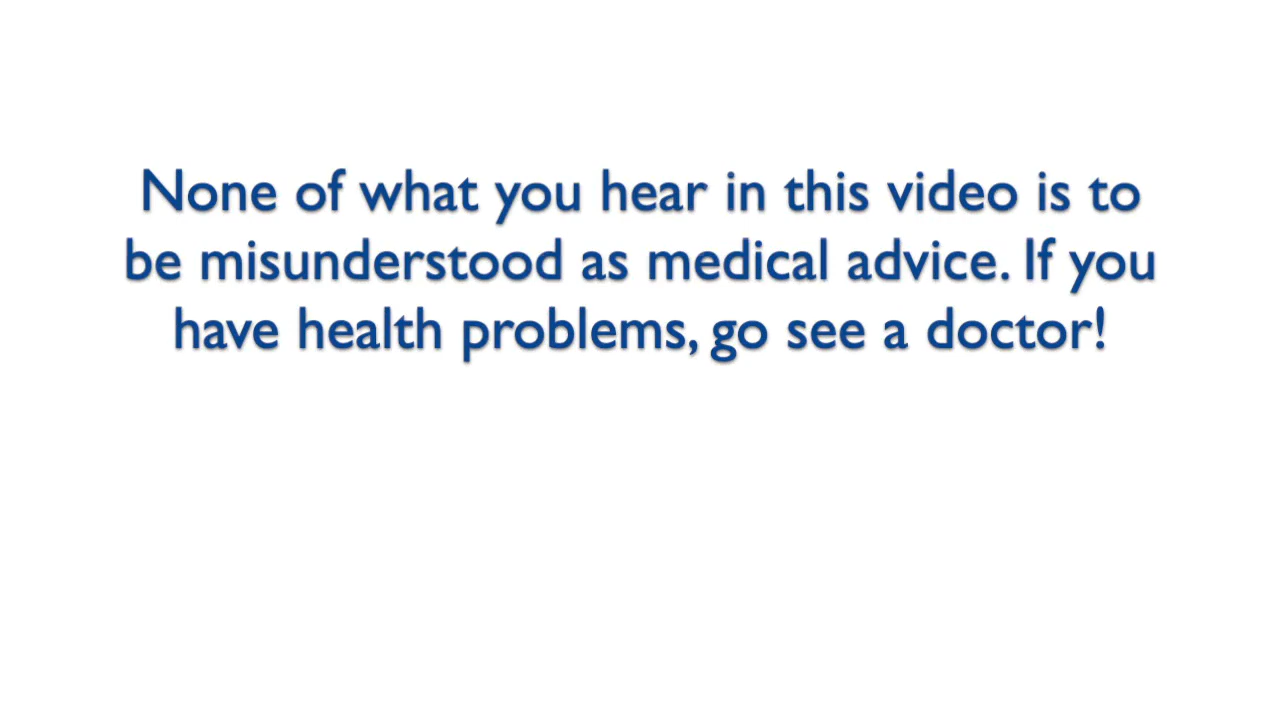 None of what you hear in this video is to
be misunderstood as medical advice. If you
have health problems, go see a doctor!